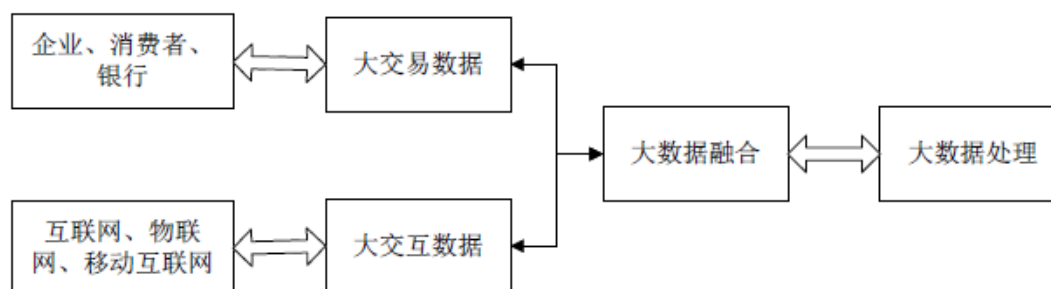 企业、消费者、
银行
大交易数据
大数据融合
大数据处理
互联网、物联
网、移动互联网
大交互数据